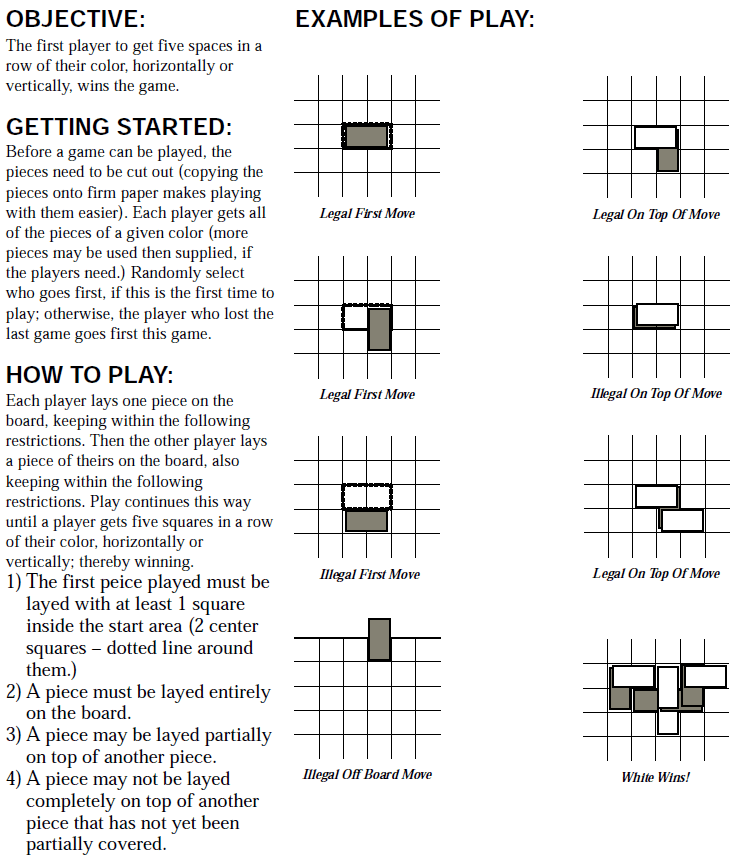 OBJECTIVE:
The first player to get five spaces in a
row of their color, horizontally or
vertically, wins the game.
GETTING STARTED:
Before a game can be played, the
pieces need to be cut out (copying the
pieces onto firm paper makes playing
with them easier). Each player gets all
of the pieces of a given color (more
pieces may be used then supplied, if
the players need.) Randomly select
who goes first, if this is the first time to
play; otherwise, the player who lost the
last game goes first this game.
HOW TO PLAY:
Each player lays one piece on the
board, keeping within the following
restrictions. Then the other player lays
a piece of theirs on the board, also
keeping within the following
restrictions. Play continues this way
until a player gets five squares in a row
of their color, horizontally or
vertically; thereby winning.
1) The first peice played must be
layed with at least 1 square
inside the start area (2 center
squares – dotted line around
them.)
2) A piece must be layed entirely
on the board.
3) A piece may be layed partially
on top of another piece.
4) A piece may not be layed
completely on top of another
piece that has not yet been
partially covered.
EXAMPLES OF PLAY:
Legal First Move
Legal On Top Of Move
Legal First Move
Illegal On Top Of Move
Illegal First Move
Legal On Top Of Move
Illegal Off Board Move
White Wins!